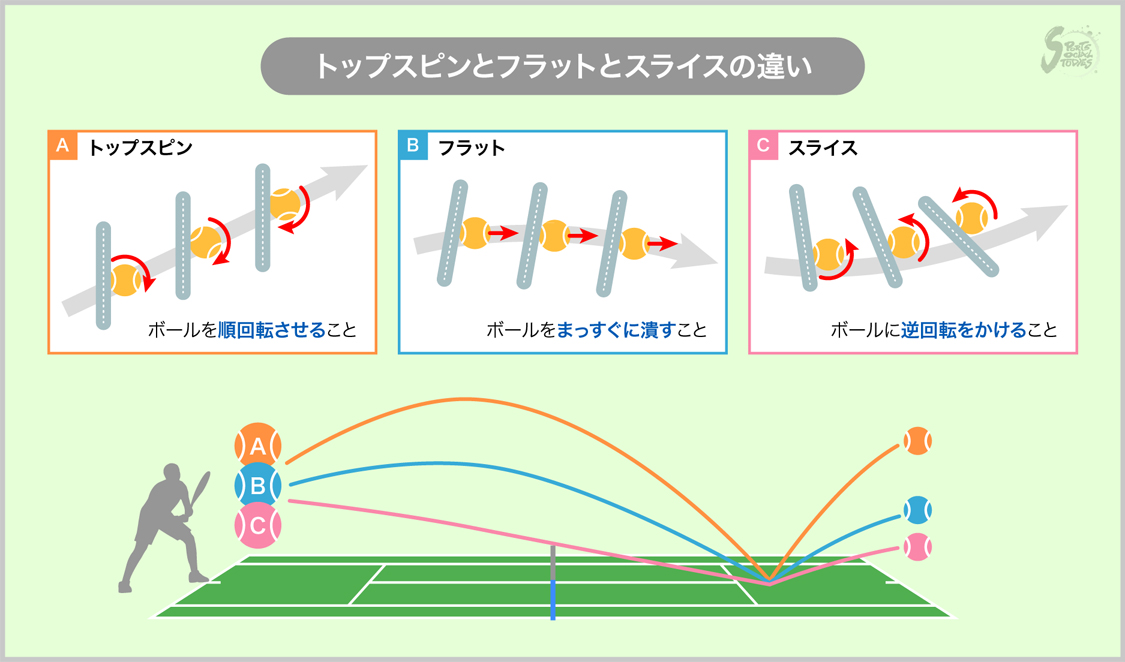 トップスピンとフラットとスライスの違い
SPORTS
SOCIAL
STORIES
A トップスピン
ボールを順回転させること
B フラット
ボールをまっすぐに潰すこと
C スライス
ボールに逆回転をかけること
A
B
C